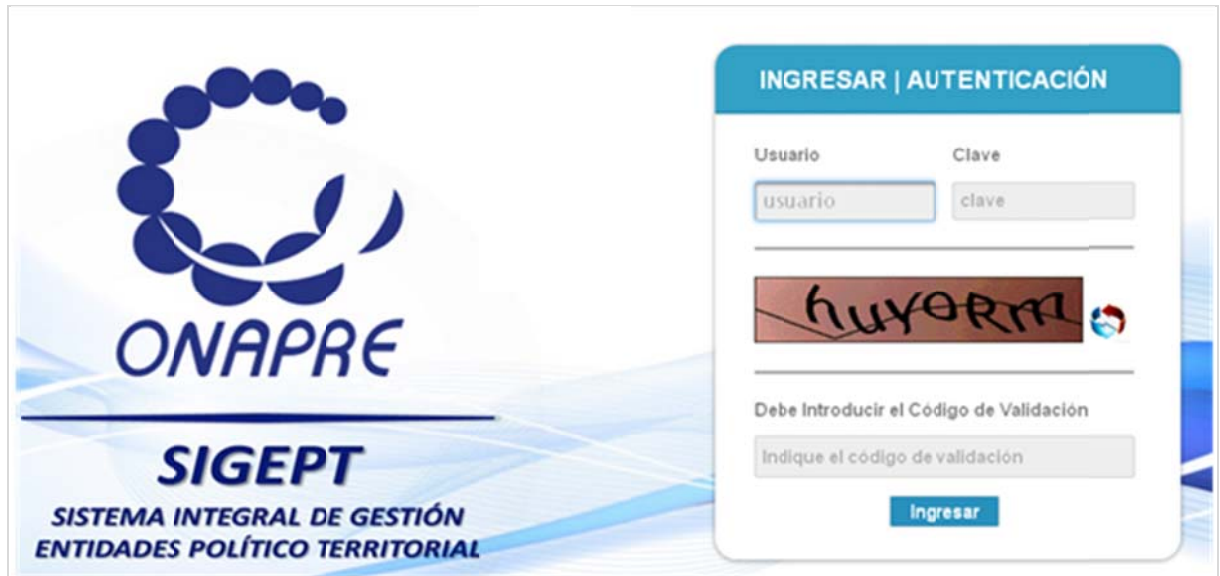 ONAPRE
SIGEPT
SISTEMA INTEGRAL DE GESTIÓN
ENTIDADES POLÍTICO TERRITORIAL
INGRESAR | AUTENTICACIÓN
Usuario Clave
usuario clave
Debe Introducir el Código de Validación
Indique el código de validación
Ingresar